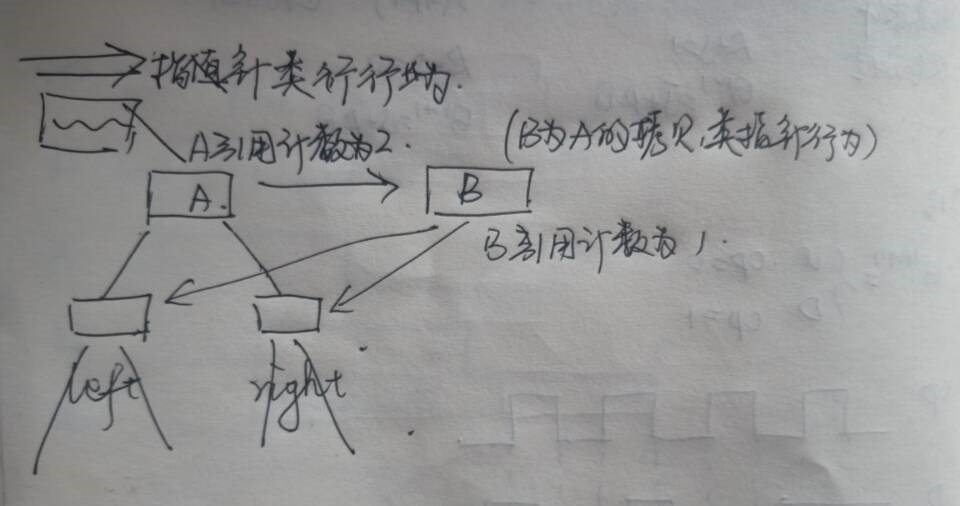 指值针类行行为.
A引用计数为2.
(B为A的拷贝,类指针行为)
A.
B
B引用计数为1.
left
right